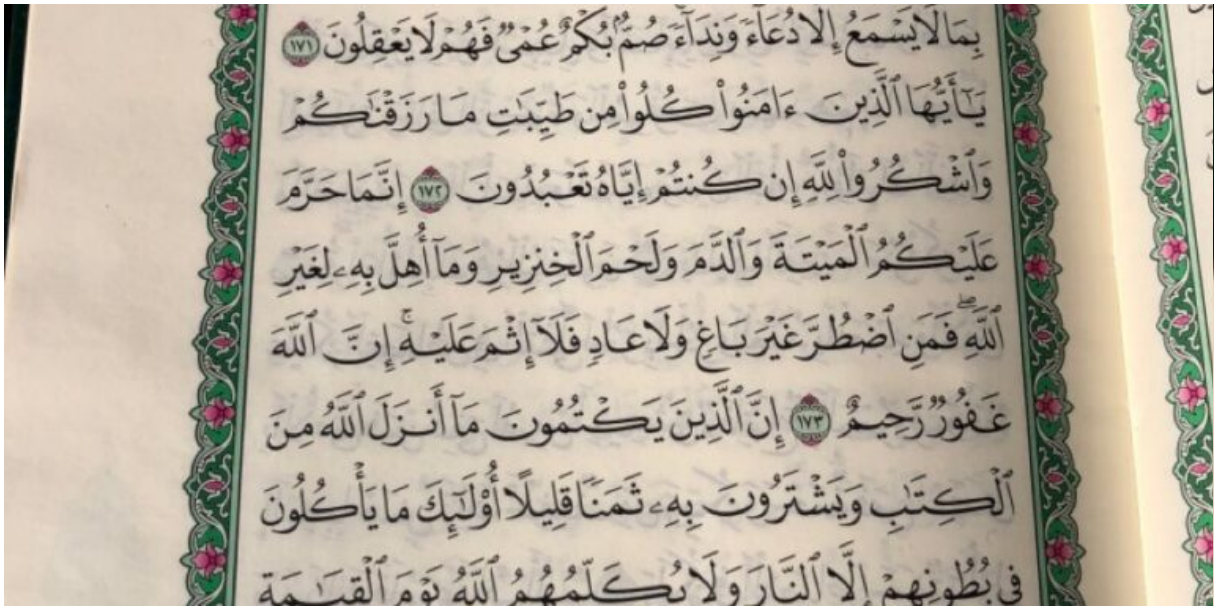 بِمَا لَا يَسْمَعُ إِلَّا دُعَآءً وَنِدَآءً صُمٌّۢ بُكْمٌ عُمْىٌ فَهُمْ لَا يَعْقِلُونَ ١٧١
يَٰٓأَيُّهَا ٱلَّذِينَ ءَامَنُوا۟ كُلُوا۟ مِن طَيِّبَٰتِ مَا رَزَقْنَٰكُمْ
وَٱشْكُرُوا۟ لِلَّهِ إِن كُنتُمْ إِيَّاهُ تَعْبُدُونَ ١٧٢ إِنَّمَا حَرَّمَ
عَلَيْكُمُ ٱلْمَيْتَةَ وَٱلدَّمَ وَلَحْمَ ٱلْخِنزِيرِ وَمَآ أُهِلَّ بِهِۦ لِغَيْرِ
ٱللَّهِۖ فَمَنِ ٱضْطُرَّ غَيْرَ بَاغٍ وَلَا عَادٍ فَلَآ إِثْمَ عَلَيْهِۚ إِنَّ ٱللَّهَ
غَفُورٌ رَّحِيمٌ ١٧٣ إِنَّ ٱلَّذِينَ يَكْتُمُونَ مَآ أَنزَلَ ٱللَّهُ مِنَ
ٱلْكِتَٰبِ وَيَشْتَرُونَ بِهِۦ ثَمَنًا قَلِيلًا أُو۟لَٰٓئِكَ مَا يَأْكُلُونَ
فِى بُطُونِهِمْ إِلَّا ٱلنَّارَ وَلَا يُكَلِّمُهُمُ ٱللَّهُ يَوْمَ ٱلْقِيَٰمَةِ